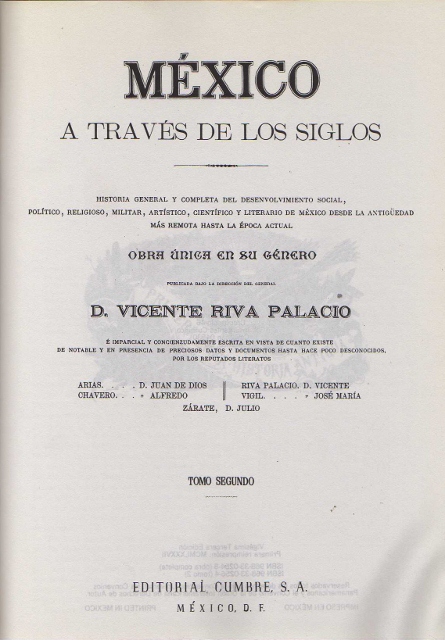 MÉXICO
A TRAVÉS DE LOS SIGLOS
HISTORIA GENERAL Y COMPLETA DEL DESENVOLVIMIENTO SOCIAL,
POLÍTICO, RELIGIOSO, MILITAR, ARTÍSTICO, CIENTÍFICO Y LITERARIO DE MÉXICO DESDE LA ANTIGÜEDAD
MÁS REMOTA HASTA LA ÉPOCA ACTUAL
OBRA ÚNICA EN SU GÉNERO
PUBLICADA BAJO LA DIRECCIÓN DEL GENERAL
D. VICENTE RIVA PALACIO
É IMPARCIAL Y CONCIENZUDAMENTE ESCRITA EN VISTA DE CUANTO EXISTE
DE NOTABLE Y EN PRESENCIA DE PRECIOSOS DATOS Y DOCUMENTOS HASTA HACE POCO DESCONOCIDOS,
POR LOS REPUTADOS LITERATOS
ARIAS. . . . . D. JUAN DE DIOS RIVA PALACIO. D. VICENTE
CHAVERO. . . » ALFREDO VIGIL. . . . . » JOSÉ MARÍA
ZÁRATE, D. JULIO
TOMO SEGUNDO
EDITORIAL CUMBRE, S. A.
MÉXICO, D. F.